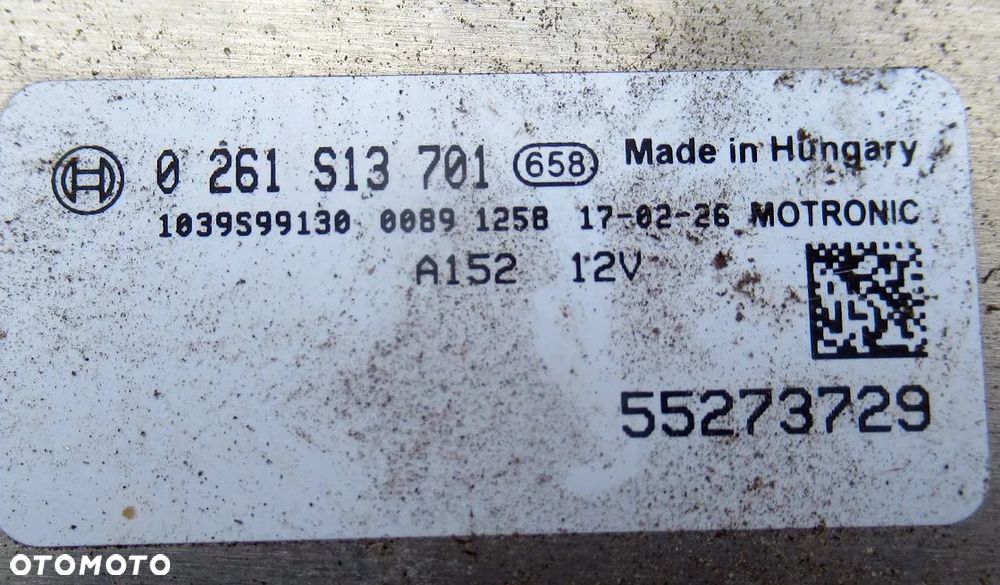 0 261 S13 701 658 Made in Hungary
1039S99130 0089 1258 17-02-26 MOTRONIC
A152 12V
55273729
OTOMOTO